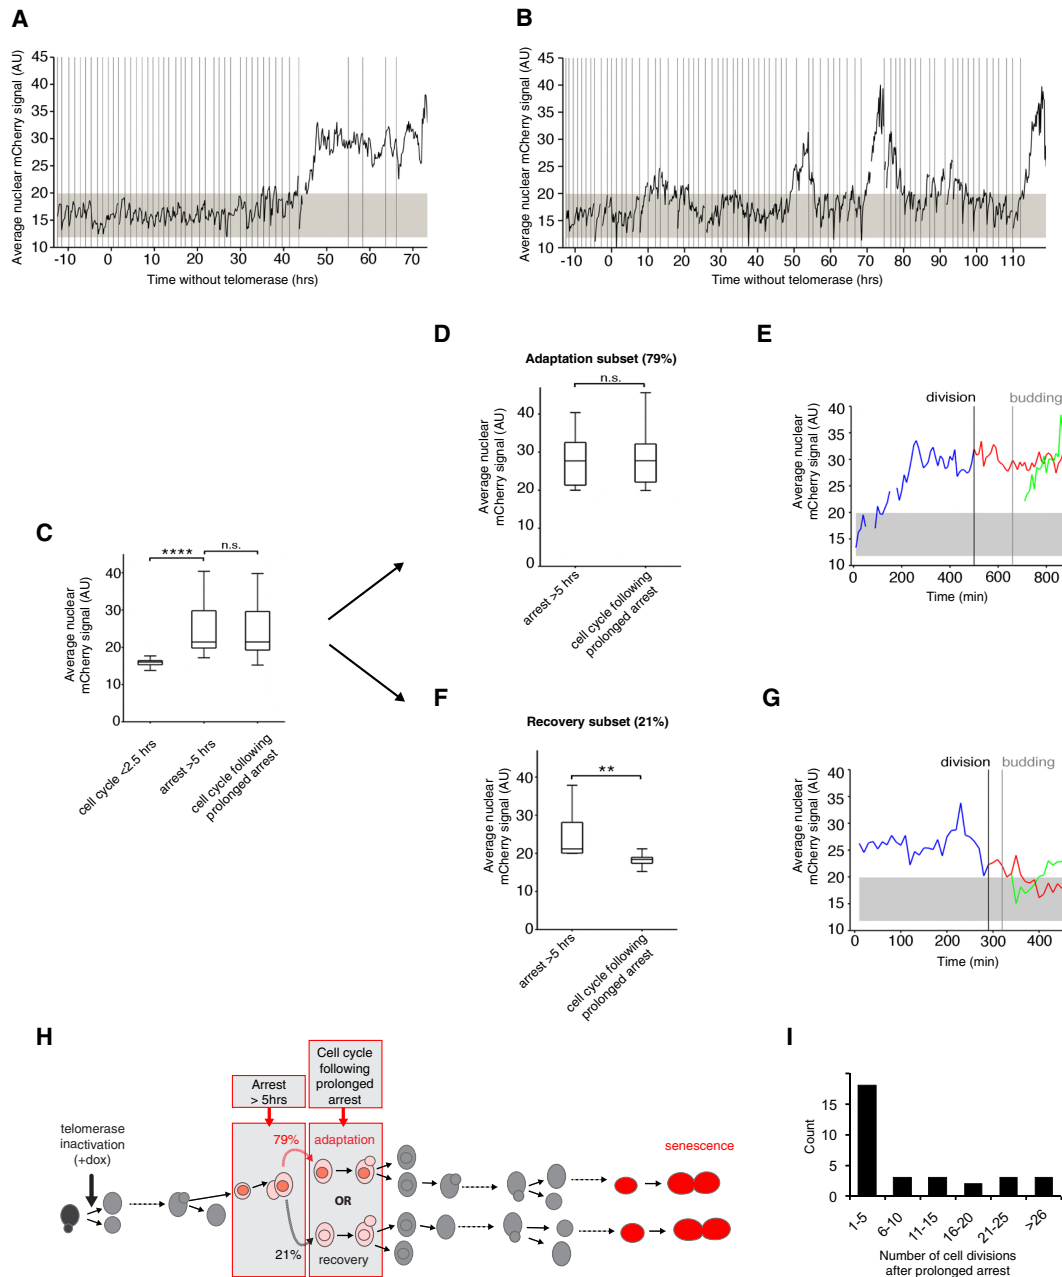 A
Average nuclear mCherry signal (AU)
45
40
35
30
25
20
15
10
-10
0
10
20
30
40
50
60
70
Time without telomerase (hrs)
B
Average nuclear mCherry signal (AU)
45
40
35
30
25
20
15
10
-10
0
10
20
30
40
50
60
70
80
90
100
110
Time without telomerase (hrs)
C
Average nuclear
mCherry signal (AU)
40
30
20
10
0
****
n.s.
cell cycle <2.5 hrs
arrest >5 hrs
cell cycle following
prolonged arrest
D
Adaptation subset (79%)
n.s.
Average nuclear
mCherry signal (AU)
40
30
20
10
0
arrest >5 hrs
cell cycle following
prolonged arrest
E
division
budding
Average nuclear
mCherry signal (AU)
40
35
30
25
20
15
10
0
200
400
600
800
Time (min)
F
Recovery subset (21%)
**
Average nuclear
mCherry signal (AU)
40
30
20
10
0
arrest >5 hrs
cell cycle following
prolonged arrest
G
division
budding
Average nuclear
mCherry signal (AU)
40
35
30
25
20
15
10
0
100
200
300
400
Time (min)
H
telomerase
inactivation
(+dox)
Arrest
> 5hrs
Cell cycle
following
prolonged
arrest
79%
adaptation
OR
21%
recovery
senescence
I
Count
15
10
5
0
1-5
6-10
11-15
16-20
21-25
>26
Number of cell divisions
after prolonged arrest